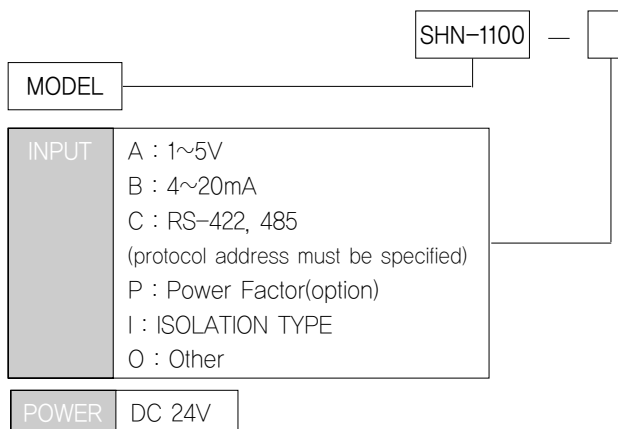 SHN-1100 —
MODEL
INPUT
A : 1~5V
B : 4~20mA
C : RS-422, 485
(protocol address must be specified)
P : Power Factor(option)
I : ISOLATION TYPE
O : Other
POWER DC 24V